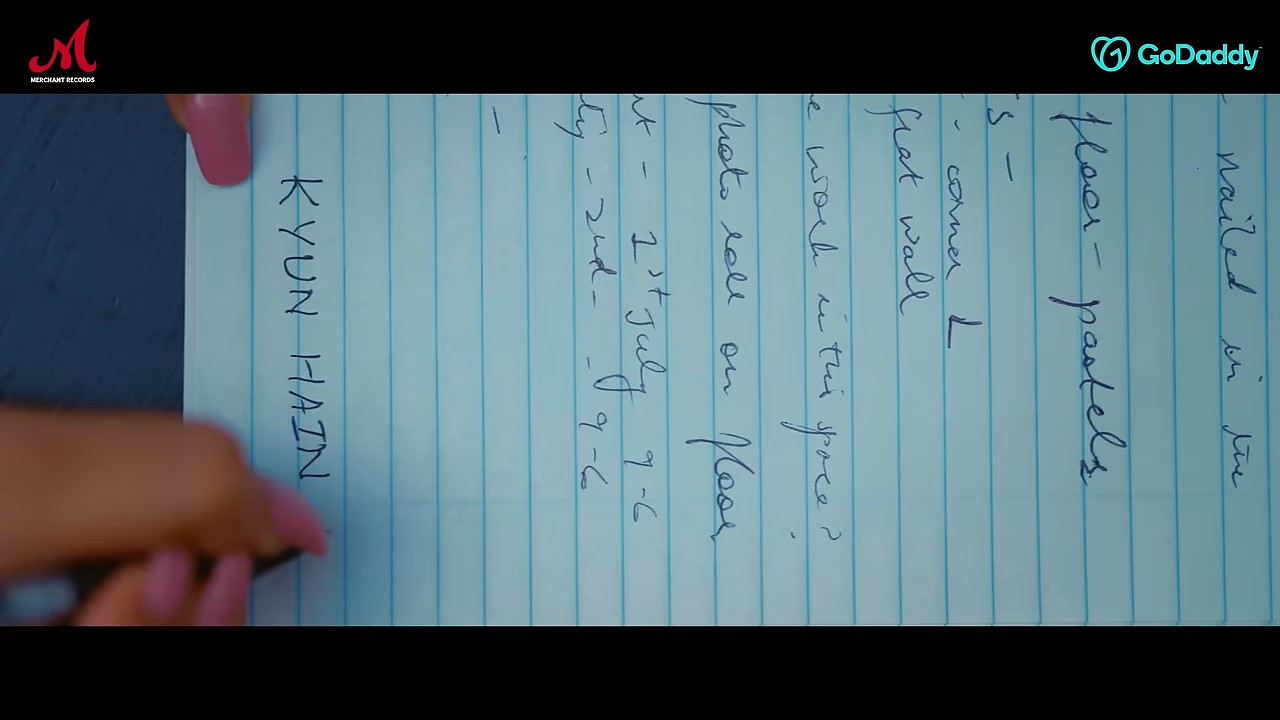 MERCHANT RECORDS
GoDaddy
nailed in the
floor - pastels
s -
- corner &
flat wall
work in this space?
photo roll on floor
- 1st July 9-6
- 2nd - - 9-6
-
KYUN HAIN